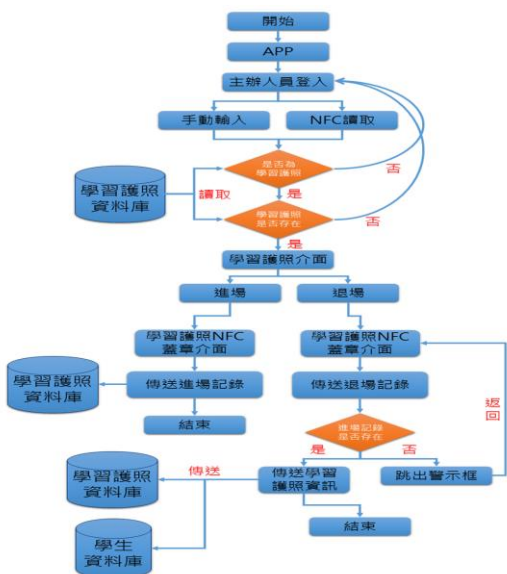 開始
APP
主辦人員登入
手動輸入
NFC讀取
是否為
學習護照
否
學習護照
資料庫
讀取
是
學習護照
是否存在
否
是
學習護照介面
進場
退場
學習護照NFC
蓋章介面
學習護照NFC
蓋章介面
學習護照
資料庫
傳送進場記錄
傳送退場記錄
返回
結束
進場記錄
是否存在
是
否
學習護照
資料庫
傳送
傳送學習
護照資訊
跳出警示框
學生
資料庫
結束